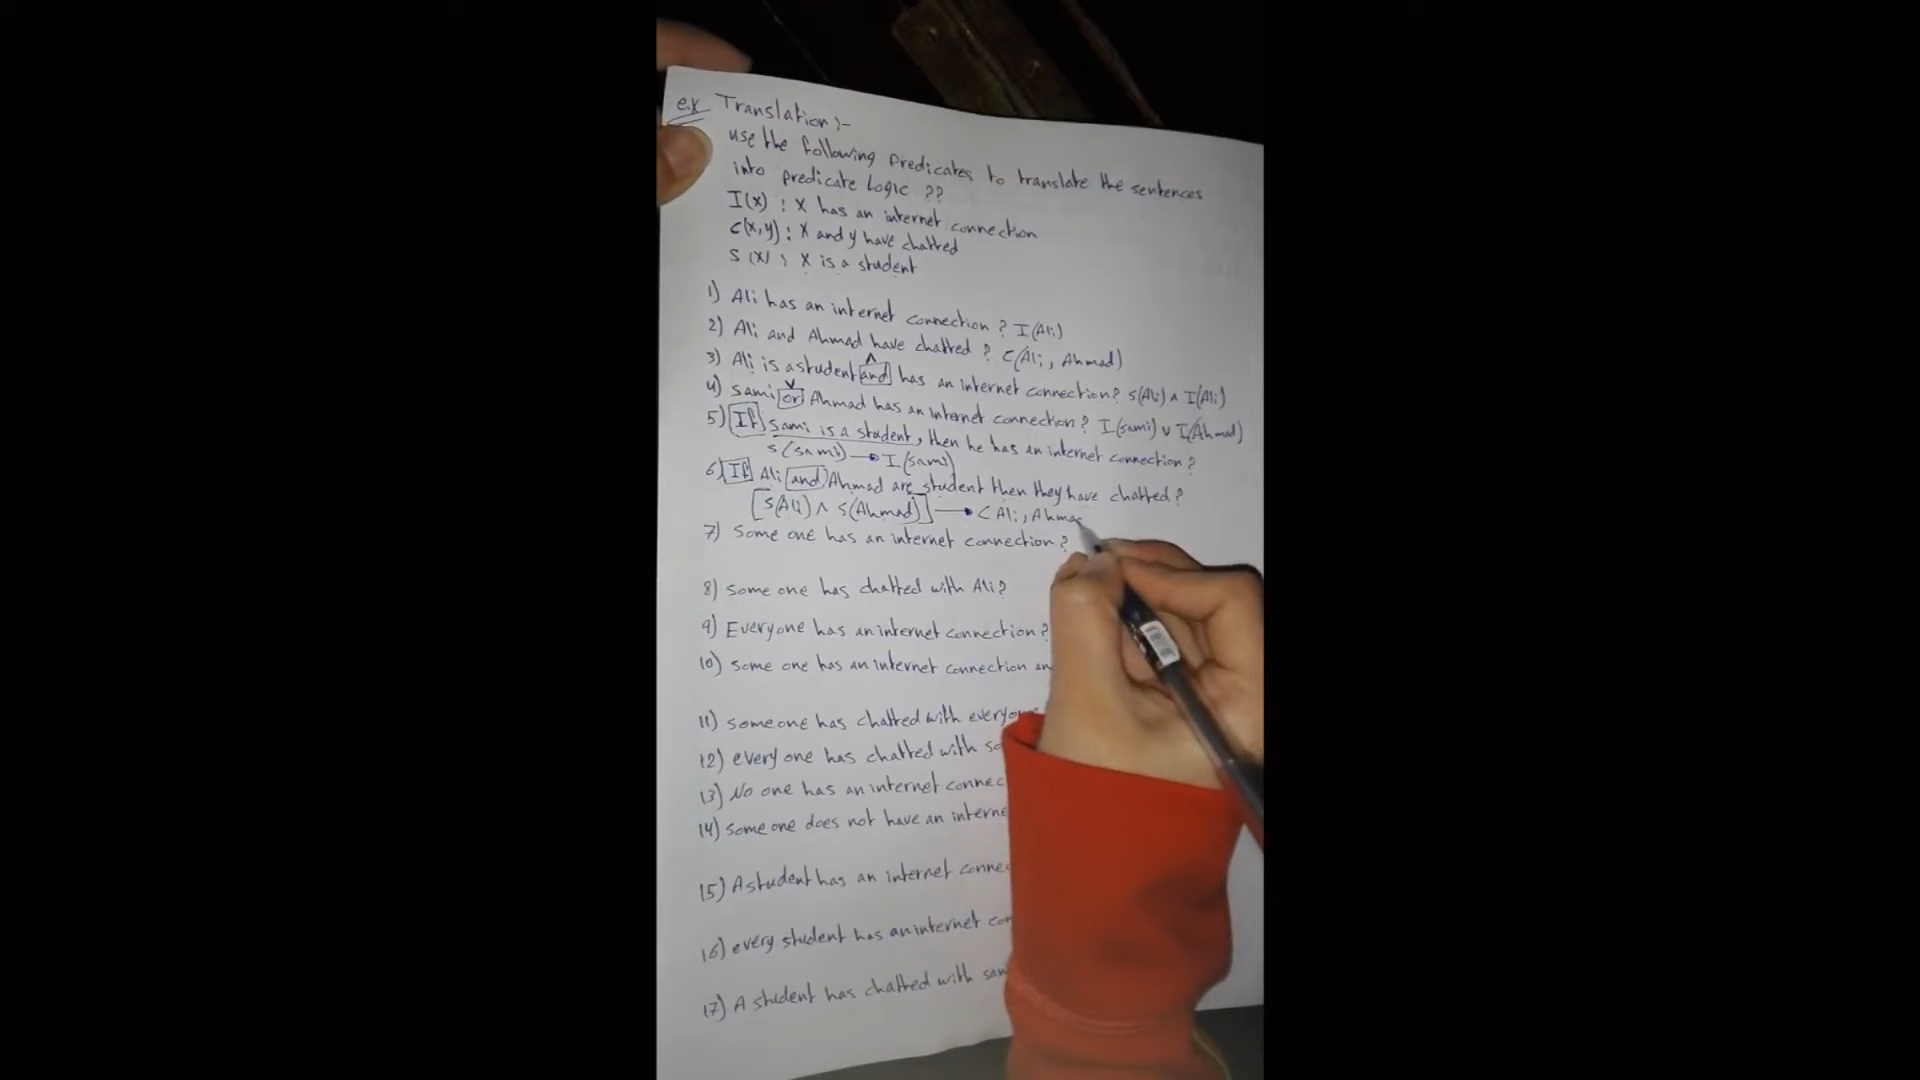 ex Translation :-
use the following predicates to translate the sentences
into predicate Logic ??
I(x) : x has an internet connection
C(x,y) : x and y have chatted
S(x) : x is a student
1) Ali has an internet connection ? I(Ali)
2) Ali and Ahmad have chatted ? C(Ali, Ahmad)
3) Ali is a student and has an internet connection? S(Ali) ∧ I(Ali)
∧
4) Sami or Ahmad has an internet connection ? I(sami) ∨ I(Ahmad)
∨
5) If sami is a student, then he has an internet connection ?
S(sami) → I(sami)
6) If Ali and Ahmad are student then they have chatted ?
[S(Ali) ∧ S(Ahmad)] → C Ali, Ahma
7) Some one has an internet connection ?
8) Some one has chatted with Ali ?
9) Everyone has an internet connection ?
10) Some one has an internet connection an
11) someone has chatted with everyone
12) every one has chatted with so
13) No one has an internet connec
14) some one does not have an interne
15) A student has an internet connec
16) every student has an internet con
17) A student has chatted with sam